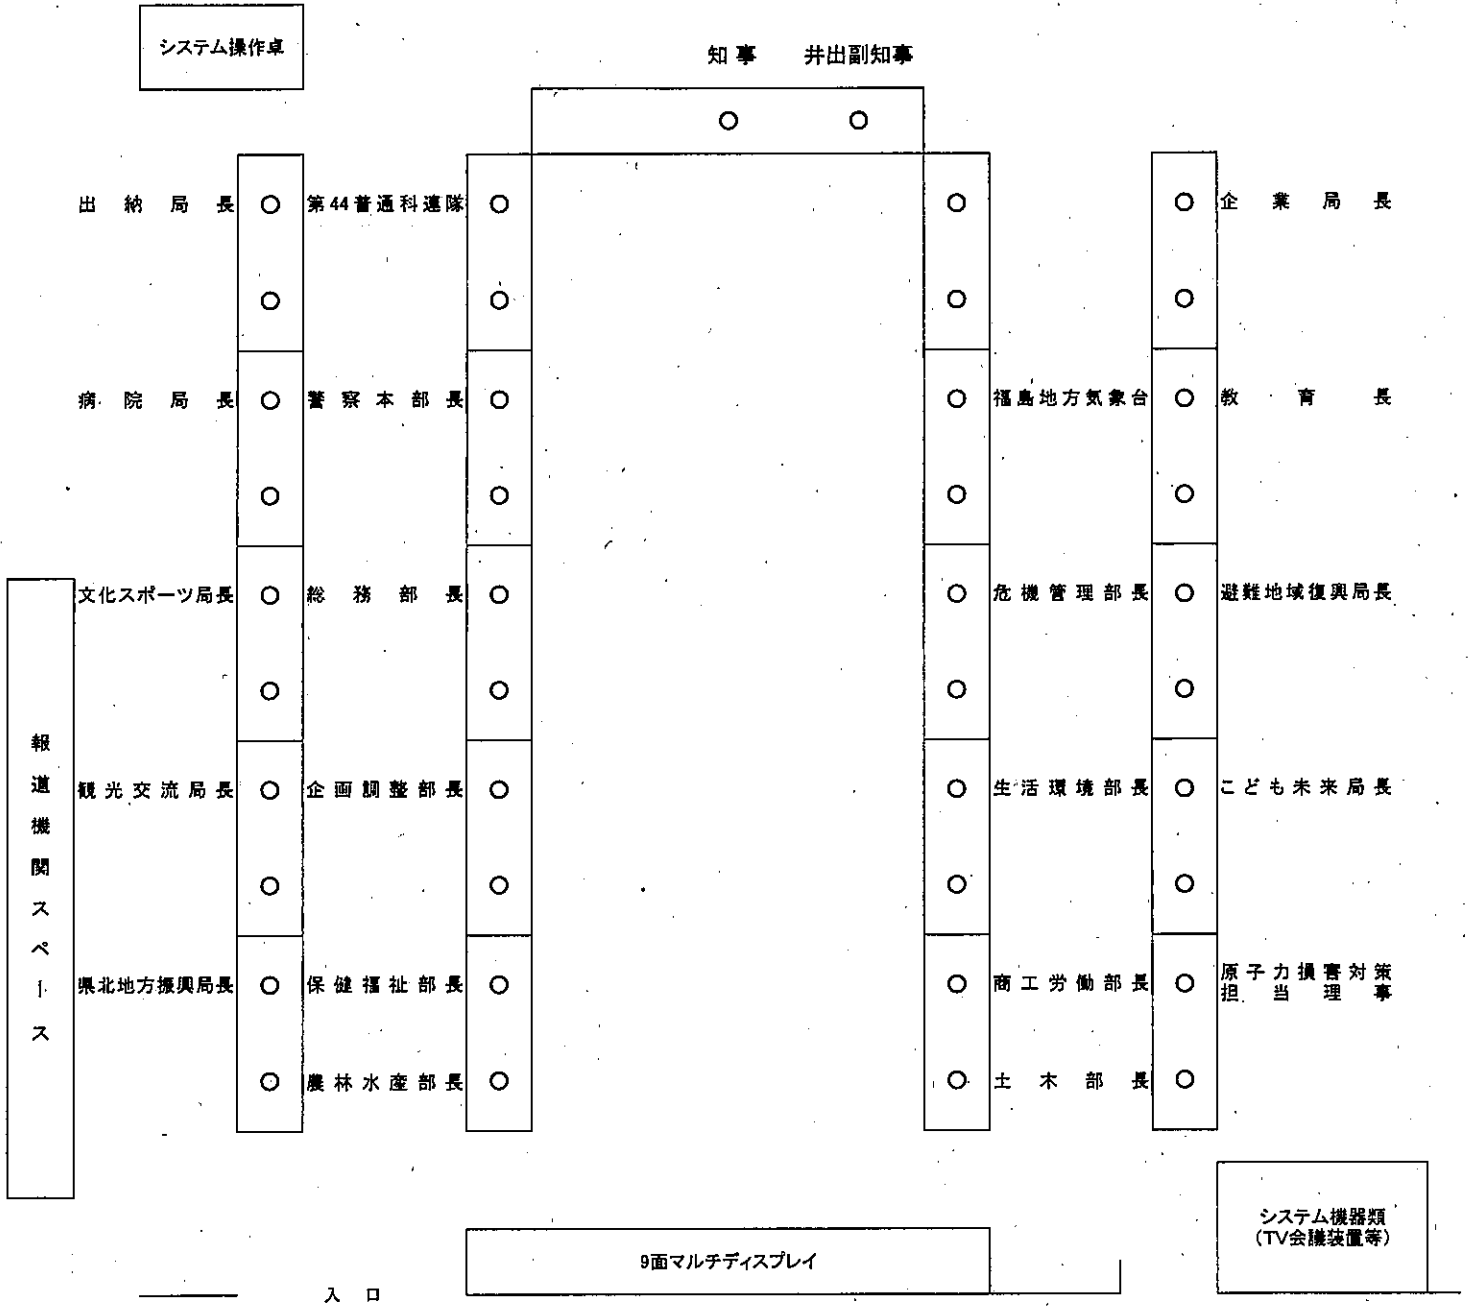 システム操作卓
知事 井出副知事
出納局長
第44普通科連隊
企業局長
病院局長
警察本部長
福島地方気象台
教育長
文化スポーツ局長
総務部長
危機管理部長
避難地域復興局長
観光交流局長
企画調整部長
生活環境部長
こども未来局長
県北地方振興局長
保健福祉部長
商工労働部長
原子力損害対策
担当理事
農林水産部長
土木部長
報道機関スペース
システム機器類
(TV会議装置等)
9面マルチディスプレイ
入口